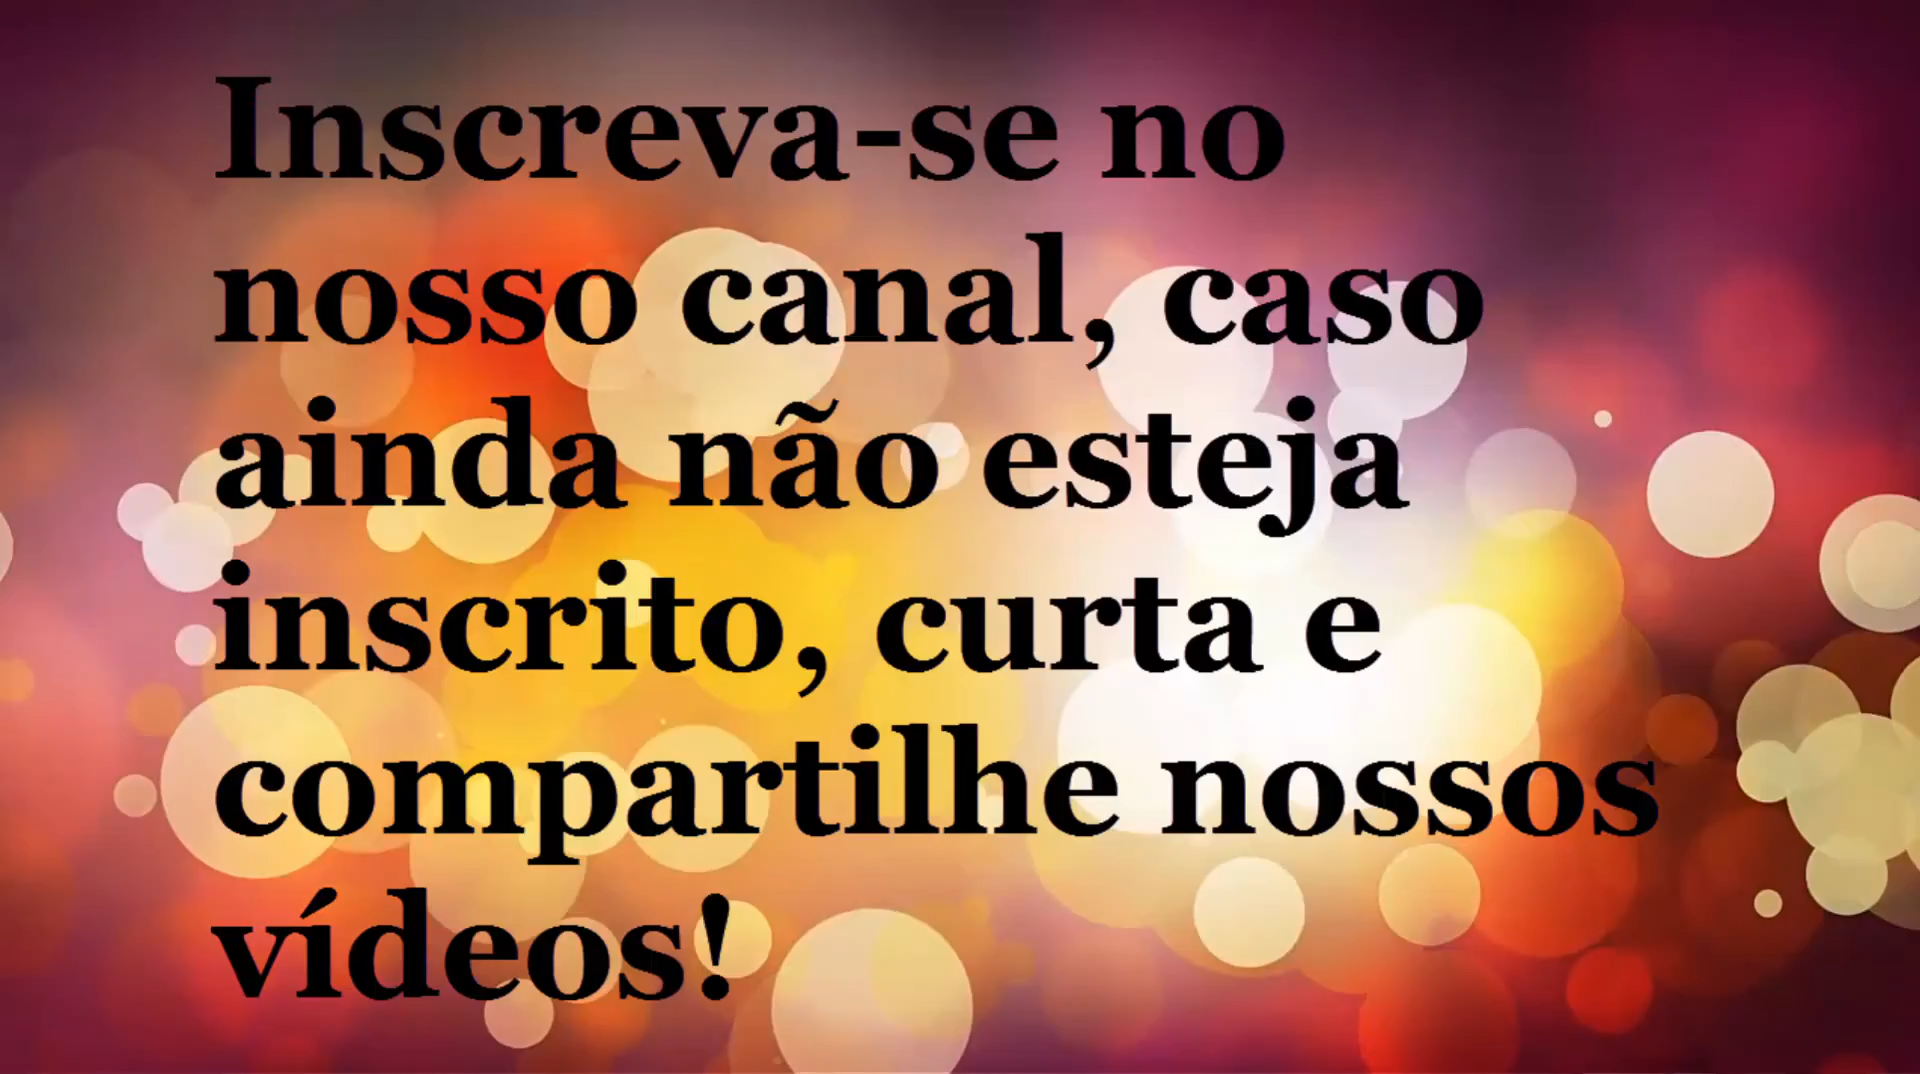 Inscreva-se no
nosso canal, caso
ainda não esteja
inscrito, curta e
compartilhe nossos
vídeos!